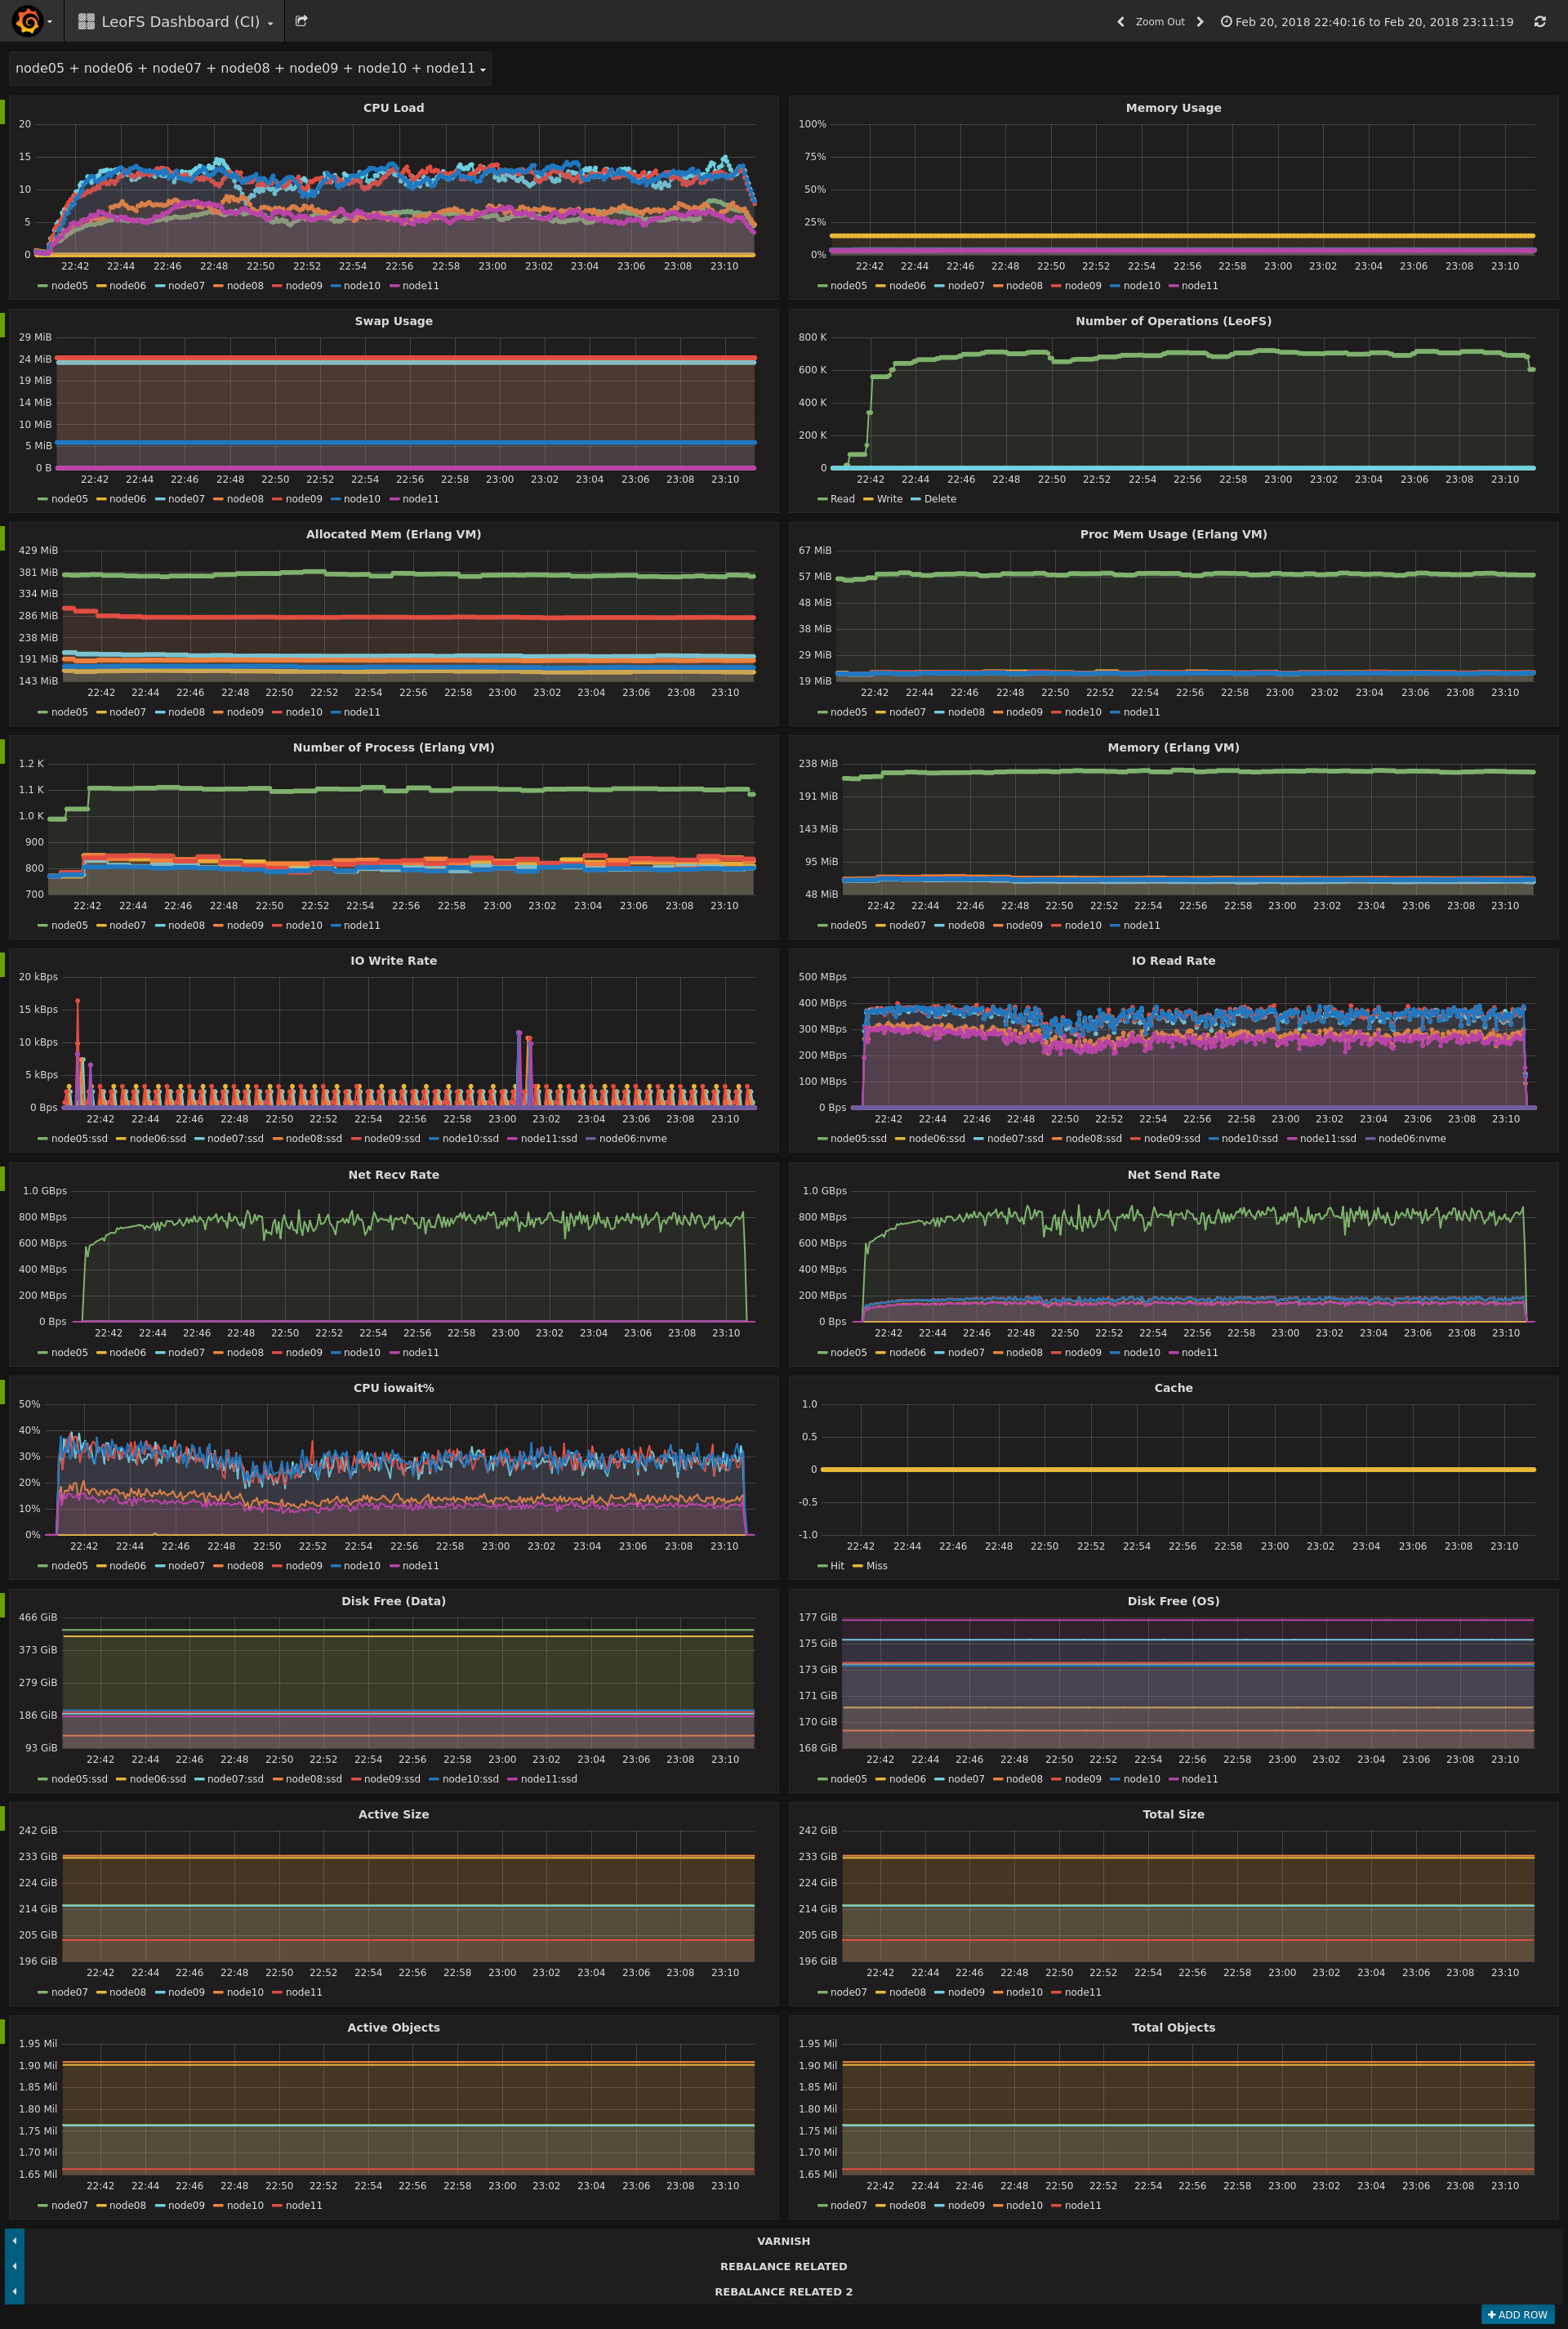 LeoFS Dashboard (CI)
Zoom Out
Feb 20, 2018 22:40:16 to Feb 20, 2018 23:11:19
node05 + node06 + node07 + node08 + node09 + node10 + node11
CPU Load
20
15
10
5
0
22:42 22:44 22:46 22:48 22:50 22:52 22:54 22:56 22:58 23:00 23:02 23:04 23:06 23:08 23:10
node05 node06 node07 node08 node09 node10 node11
Memory Usage
100%
75%
50%
25%
0%
22:42 22:44 22:46 22:48 22:50 22:52 22:54 22:56 22:58 23:00 23:02 23:04 23:06 23:08 23:10
node05 node06 node07 node08 node09 node10 node11
Swap Usage
29 MiB
24 MiB
19 MiB
14 MiB
10 MiB
5 MiB
0 B
22:42 22:44 22:46 22:48 22:50 22:52 22:54 22:56 22:58 23:00 23:02 23:04 23:06 23:08 23:10
node05 node06 node07 node08 node09 node10 node11
Number of Operations (LeoFS)
800 K
600 K
400 K
200 K
0
22:42 22:44 22:46 22:48 22:50 22:52 22:54 22:56 22:58 23:00 23:02 23:04 23:06 23:08 23:10
Read Write Delete
Allocated Mem (Erlang VM)
429 MiB
381 MiB
334 MiB
286 MiB
238 MiB
191 MiB
143 MiB
22:42 22:44 22:46 22:48 22:50 22:52 22:54 22:56 22:58 23:00 23:02 23:04 23:06 23:08 23:10
node05 node07 node08 node09 node10 node11
Proc Mem Usage (Erlang VM)
67 MiB
57 MiB
48 MiB
38 MiB
29 MiB
19 MiB
22:42 22:44 22:46 22:48 22:50 22:52 22:54 22:56 22:58 23:00 23:02 23:04 23:06 23:08 23:10
node05 node07 node08 node09 node10 node11
Number of Process (Erlang VM)
1.2 K
1.1 K
1.0 K
900
800
700
22:42 22:44 22:46 22:48 22:50 22:52 22:54 22:56 22:58 23:00 23:02 23:04 23:06 23:08 23:10
node05 node07 node08 node09 node10 node11
Memory (Erlang VM)
238 MiB
191 MiB
143 MiB
95 MiB
48 MiB
22:42 22:44 22:46 22:48 22:50 22:52 22:54 22:56 22:58 23:00 23:02 23:04 23:06 23:08 23:10
node05 node07 node08 node09 node10 node11
IO Write Rate
20 kBps
15 kBps
10 kBps
5 kBps
0 Bps
22:42 22:44 22:46 22:48 22:50 22:52 22:54 22:56 22:58 23:00 23:02 23:04 23:06 23:08 23:10
node05:ssd node06:ssd node07:ssd node08:ssd node09:ssd node10:ssd node11:ssd node06:nvme
IO Read Rate
500 MBps
400 MBps
300 MBps
200 MBps
100 MBps
0 Bps
22:42 22:44 22:46 22:48 22:50 22:52 22:54 22:56 22:58 23:00 23:02 23:04 23:06 23:08 23:10
node05:ssd node06:ssd node07:ssd node08:ssd node09:ssd node10:ssd node11:ssd node06:nvme
Net Recv Rate
1.0 GBps
800 MBps
600 MBps
400 MBps
200 MBps
0 Bps
22:42 22:44 22:46 22:48 22:50 22:52 22:54 22:56 22:58 23:00 23:02 23:04 23:06 23:08 23:10
node05 node06 node07 node08 node09 node10 node11
Net Send Rate
1.0 GBps
800 MBps
600 MBps
400 MBps
200 MBps
0 Bps
22:42 22:44 22:46 22:48 22:50 22:52 22:54 22:56 22:58 23:00 23:02 23:04 23:06 23:08 23:10
node05 node06 node07 node08 node09 node10 node11
CPU iowait%
50%
40%
30%
20%
10%
0%
22:42 22:44 22:46 22:48 22:50 22:52 22:54 22:56 22:58 23:00 23:02 23:04 23:06 23:08 23:10
node05 node06 node07 node08 node09 node10 node11
Cache
1.0
0.5
0
-0.5
-1.0
22:42 22:44 22:46 22:48 22:50 22:52 22:54 22:56 22:58 23:00 23:02 23:04 23:06 23:08 23:10
Hit Miss
Disk Free (Data)
466 GiB
373 GiB
279 GiB
186 GiB
93 GiB
22:42 22:44 22:46 22:48 22:50 22:52 22:54 22:56 22:58 23:00 23:02 23:04 23:06 23:08 23:10
node05:ssd node06:ssd node07:ssd node08:ssd node09:ssd node10:ssd node11:ssd
Disk Free (OS)
177 GiB
175 GiB
173 GiB
171 GiB
170 GiB
168 GiB
22:42 22:44 22:46 22:48 22:50 22:52 22:54 22:56 22:58 23:00 23:02 23:04 23:06 23:08 23:10
node05 node06 node07 node08 node09 node10 node11
Active Size
242 GiB
233 GiB
224 GiB
214 GiB
205 GiB
196 GiB
22:42 22:44 22:46 22:48 22:50 22:52 22:54 22:56 22:58 23:00 23:02 23:04 23:06 23:08 23:10
node07 node08 node09 node10 node11
Total Size
242 GiB
233 GiB
224 GiB
214 GiB
205 GiB
196 GiB
22:42 22:44 22:46 22:48 22:50 22:52 22:54 22:56 22:58 23:00 23:02 23:04 23:06 23:08 23:10
node07 node08 node09 node10 node11
Active Objects
1.95 Mil
1.90 Mil
1.85 Mil
1.80 Mil
1.75 Mil
1.70 Mil
1.65 Mil
22:42 22:44 22:46 22:48 22:50 22:52 22:54 22:56 22:58 23:00 23:02 23:04 23:06 23:08 23:10
node07 node08 node09 node10 node11
Total Objects
1.95 Mil
1.90 Mil
1.85 Mil
1.80 Mil
1.75 Mil
1.70 Mil
1.65 Mil
22:42 22:44 22:46 22:48 22:50 22:52 22:54 22:56 22:58 23:00 23:02 23:04 23:06 23:08 23:10
node07 node08 node09 node10 node11
VARNISH
REBALANCE RELATED
REBALANCE RELATED 2
ADD ROW